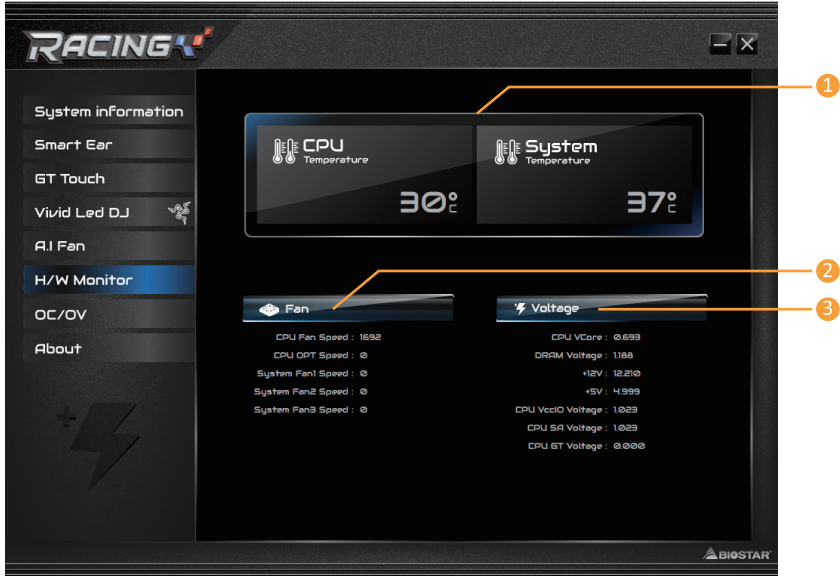 RACING
System information
Smart Ear
GT Touch
Vivid Led DJ
A.I Fan
H/W Monitor
OC/OV
About
CPU
Temperature
30°C
System
Temperature
37°C
1
2
3
Fan
CPU Fan Speed : 1692
CPU OPT Speed : 0
System Fan1 Speed : 0
System Fan2 Speed : 0
System Fan3 Speed : 0
Voltage
CPU VCore : 0.693
DRAM Voltage : 1.188
+12V : 12.210
+5V : 4.999
CPU VccIO Voltage : 1.023
CPU SA Voltage : 1.023
CPU GT Voltage : 0.000
BIOSTAR